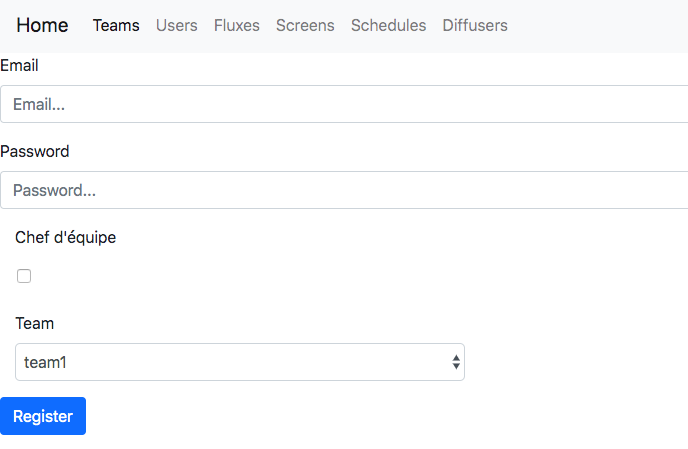 Home Teams Users Fluxes Screens Schedules Diffusers
Email
Email...
Password
Password...
Chef d'équipe
Team
team1
Register